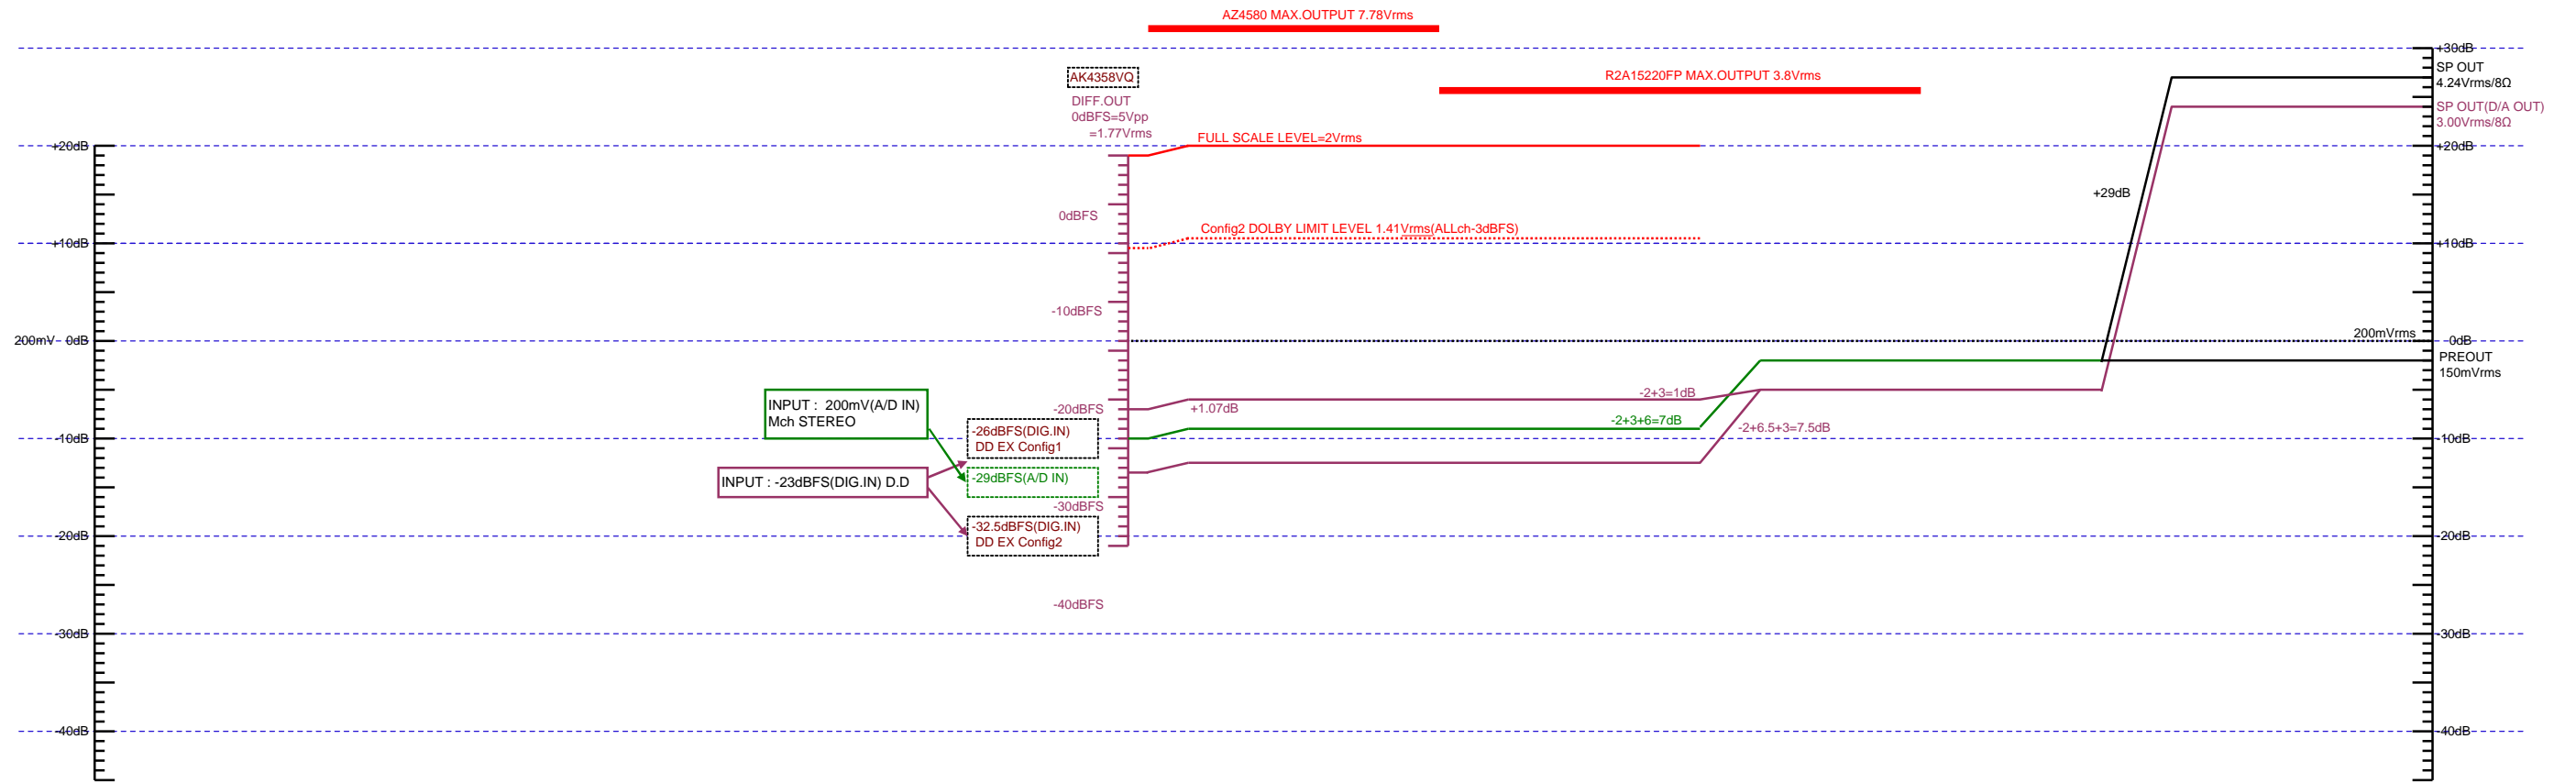 AZ4580 MAX.OUTPUT 7.78Vrms
+30dB
SP OUT
4.24Vrms/8Ω
AK4358VQ
R2A15220FP MAX.OUTPUT 3.8Vrms
DIFF.OUT
0dBFS=5Vpp
=1.77Vrms
SP OUT(D/A OUT)
3.00Vrms/8Ω
FULL SCALE LEVEL=2Vrms
+20dB
+20dB
+29dB
0dBFS
Config2 DOLBY LIMIT LEVEL 1.41Vrms(ALLch-3dBFS)
+10dB
+10dB
-10dBFS
200mV 0dB
200mVrms
0dB
PREOUT
150mVrms
-2+3=1dB
INPUT : 200mV(A/D IN)
Mch STEREO
-20dBFS
+1.07dB
-2+3+6=7dB
-2+6.5+3=7.5dB
-26dBFS(DIG.IN)
DD EX Config1
-10dB
-10dB
INPUT : -23dBFS(DIG.IN) D.D
-29dBFS(A/D IN)
-30dBFS
-32.5dBFS(DIG.IN)
DD EX Config2
-20dB
-20dB
-40dBFS
-30dB
-30dB
-40dB
-40dB